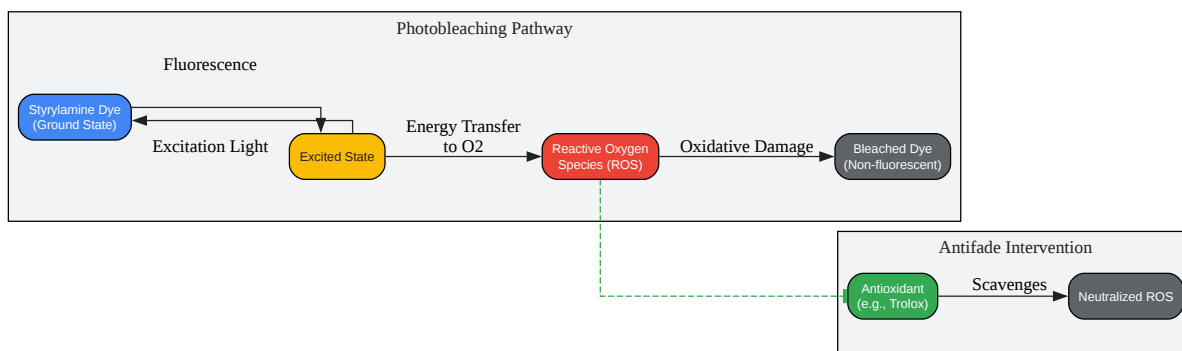 Photobleaching Pathway
Fluorescence
Styrylamine Dye
(Ground State)
Excitation Light
Excited State
Energy Transfer
to O2
Reactive Oxygen
Species (ROS)
Oxidative Damage
Bleached Dye
(Non-fluorescent)
Antifade Intervention
Antioxidant
(e.g., Trolox)
Scavenges
Neutralized ROS